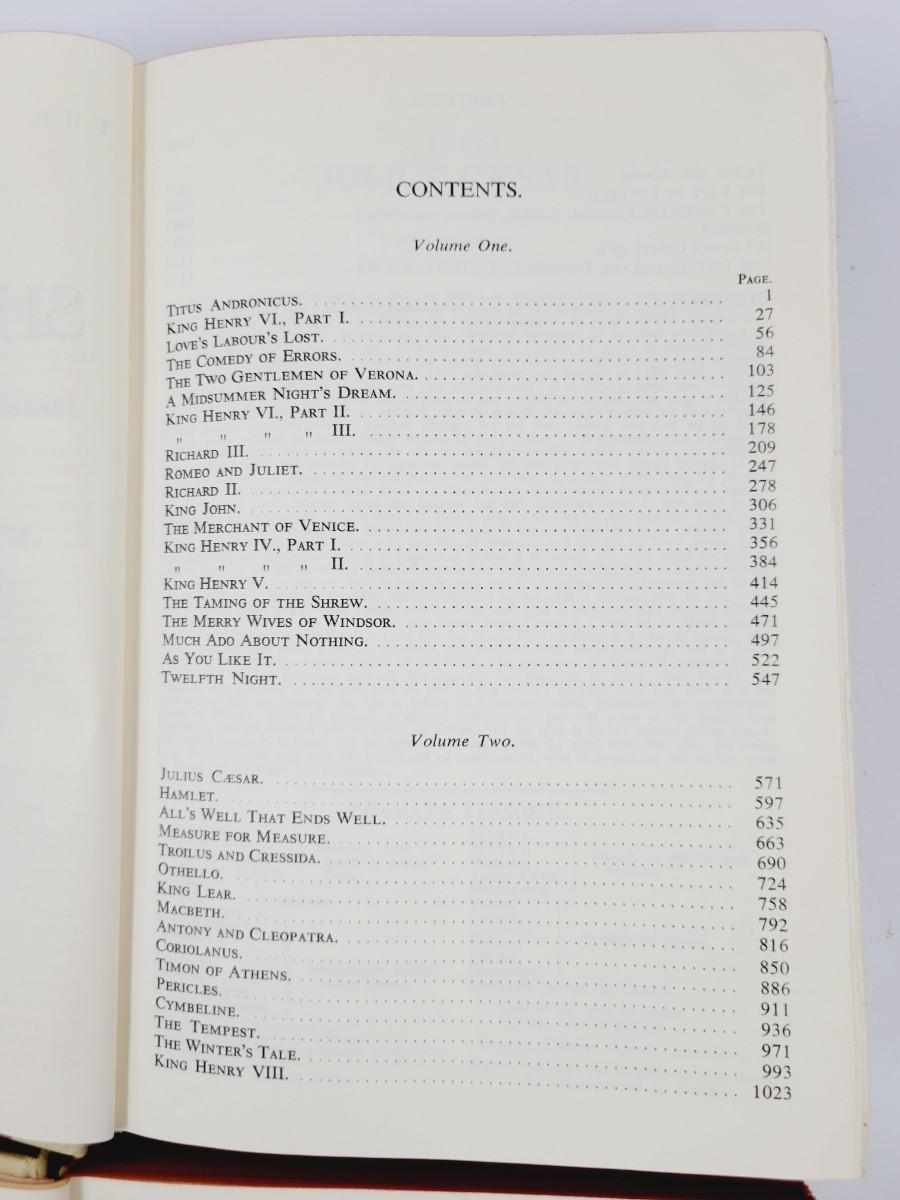 CONTENTS.
Volume One.
PAGE.
TITUS ANDRONICUS. 1
KING HENRY VI., PART I. 27
LOVE'S LABOUR'S LOST. 56
THE COMEDY OF ERRORS. 84
THE TWO GENTLEMEN OF VERONA. 103
A MIDSUMMER NIGHT'S DREAM. 125
KING HENRY VI., PART II. 146
" " " " III. 178
RICHARD III. 209
ROMEO AND JULIET. 247
RICHARD II. 278
KING JOHN. 306
THE MERCHANT OF VENICE. 331
KING HENRY IV., PART I. 356
" " " " II. 384
KING HENRY V. 414
THE TAMING OF THE SHREW. 445
THE MERRY WIVES OF WINDSOR. 471
MUCH ADO ABOUT NOTHING. 497
AS YOU LIKE IT. 522
TWELFTH NIGHT. 547
Volume Two.
JULIUS CÆSAR. 571
HAMLET. 597
ALL'S WELL THAT ENDS WELL. 635
MEASURE FOR MEASURE. 663
TROILUS AND CRESSIDA. 690
OTHELLO. 724
KING LEAR. 758
MACBETH. 792
ANTONY AND CLEOPATRA. 816
CORIOLANUS. 850
TIMON OF ATHENS. 886
PERICLES. 911
CYMBELINE. 936
THE TEMPEST. 971
THE WINTER'S TALE. 993
KING HENRY VIII. 1023